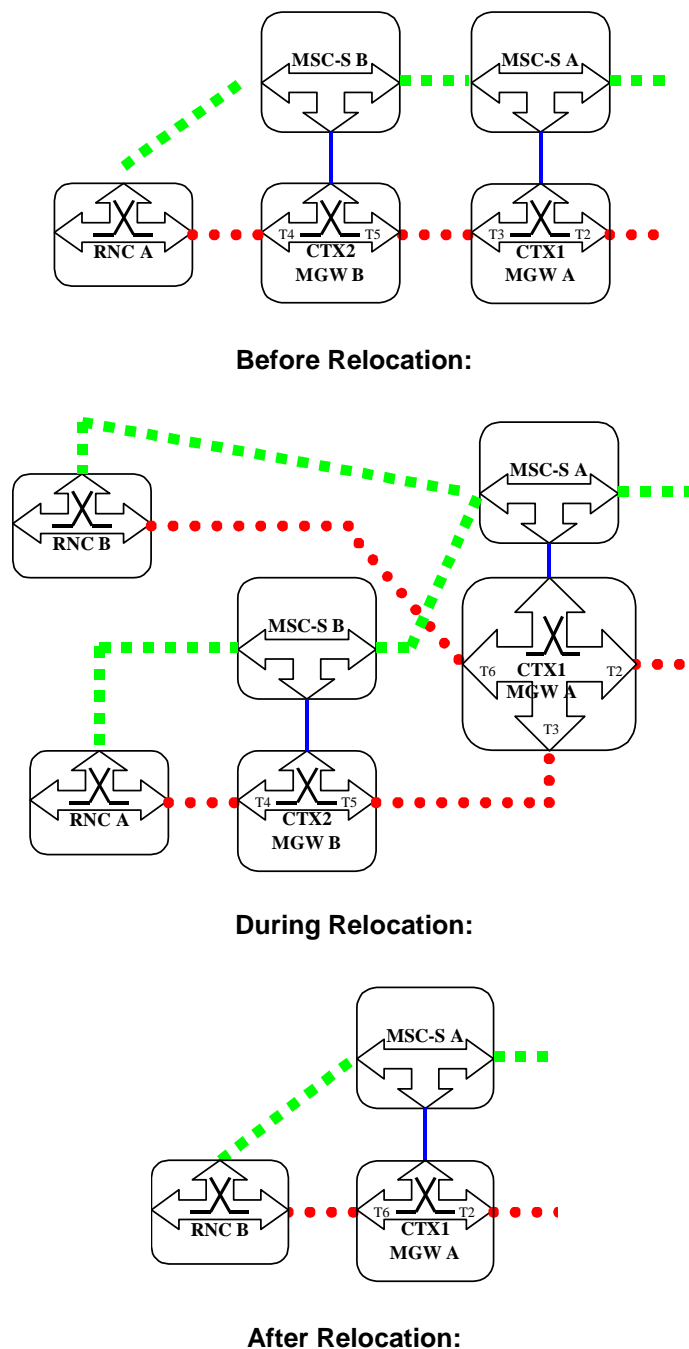 MSC-S B
MSC-S A
T4
T5
T3
T2
RNC A
CTX2
CTX1
MGW B
MGW A
Before Relocation:
MSC-S A
RNC B
MSC-S B
T6
CTX1
T2
MGW A
T3
T4
T5
RNC A
CTX2
MGW B
During Relocation:
MSC-S A
T6
T2
RNC B
CTX1
MGW A
After Relocation: